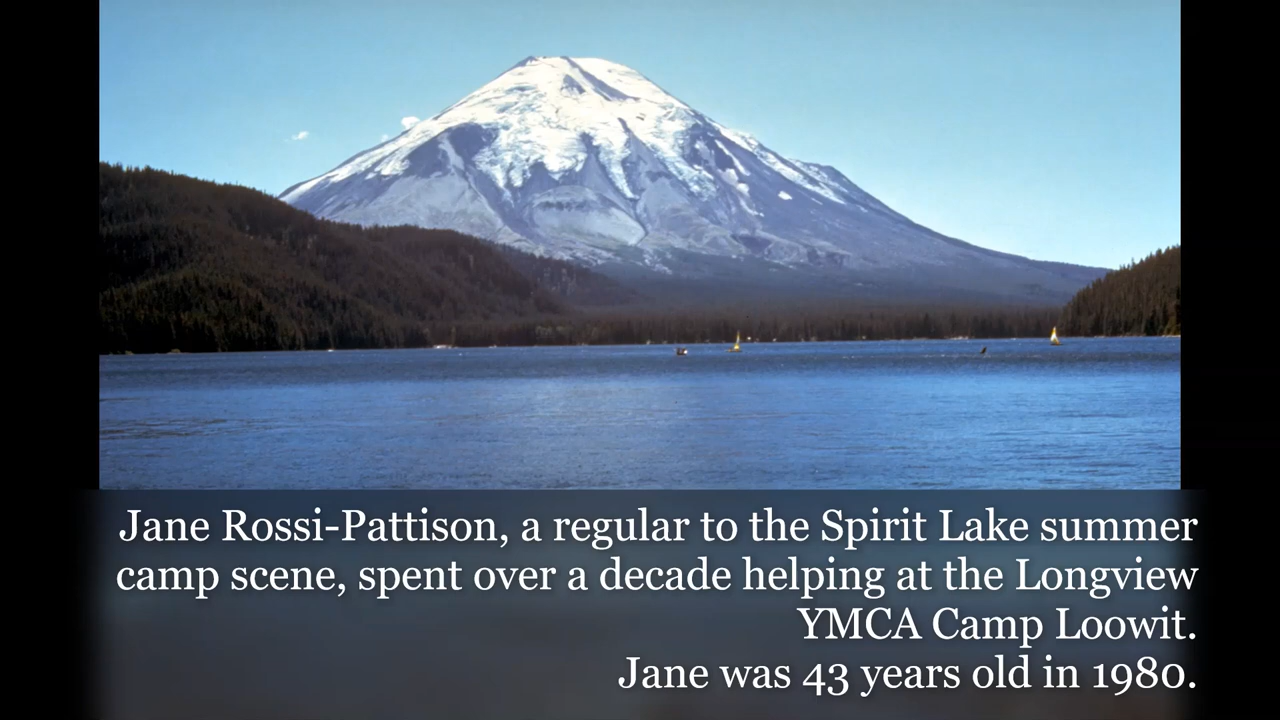 Jane Rossi-Pattison, a regular to the Spirit Lake summer
camp scene, spent over a decade helping at the Longview
YMCA Camp Loowit.
Jane was 43 years old in 1980.